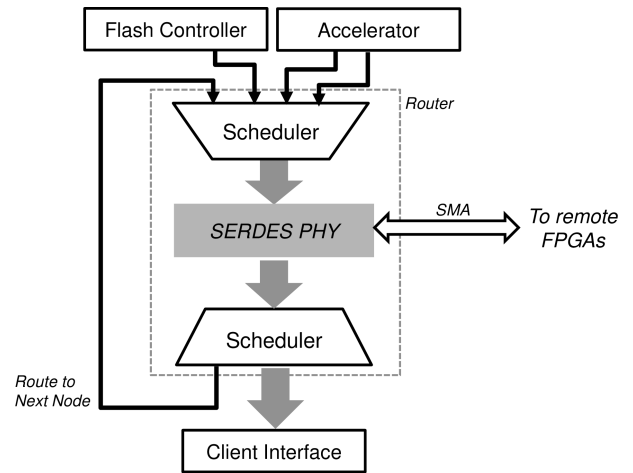 Flash Controller
Accelerator
Router
Scheduler
SERDES PHY
SMA
To remote
FPGAs
Scheduler
Route to
Next Node
Client Interface